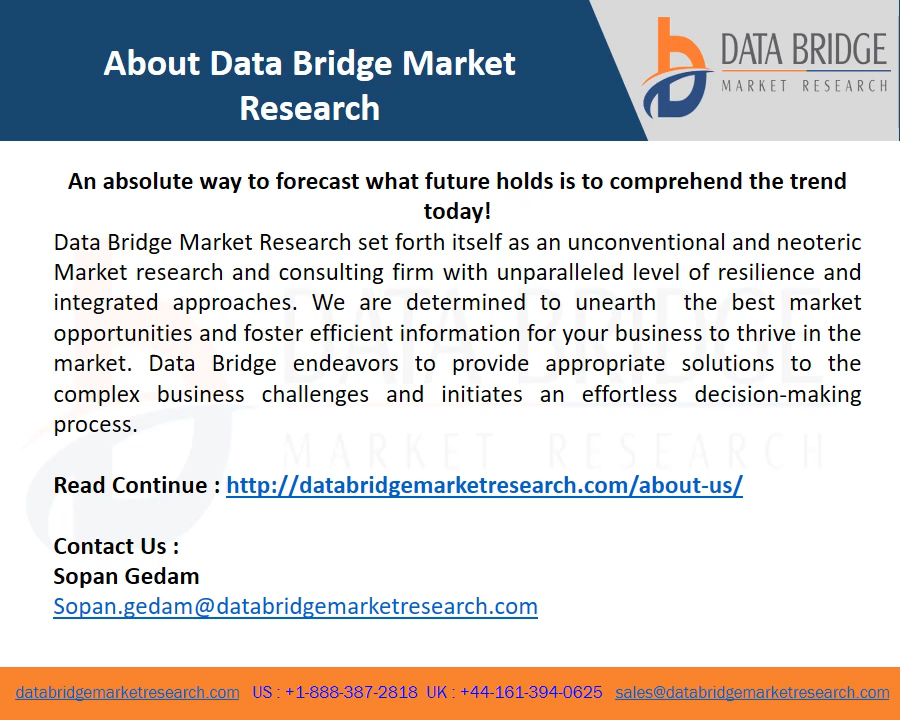 About Data Bridge Market
Research
DATA BRIDGE
MARKET RESEARCH
An absolute way to forecast what future holds is to comprehend the trend
today!
Data Bridge Market Research set forth itself as an unconventional and neoteric
Market research and consulting firm with unparalleled level of resilience and
integrated approaches. We are determined to unearth the best market
opportunities and foster efficient information for your business to thrive in the
market. Data Bridge endeavors to provide appropriate solutions to the
complex business challenges and initiates an effortless decision-making
process.
DATA BRIDGE
MARKET RESEARCH
Read Continue : http://databridgemarketresearch.com/about-us/
Contact Us :
Sopan Gedam
Sopan.gedam@databridgemarketresearch.com
databridgemarketresearch.com US : +1-888-387-2818 UK : +44-161-394-0625 sales@databridgemarketresearch.com